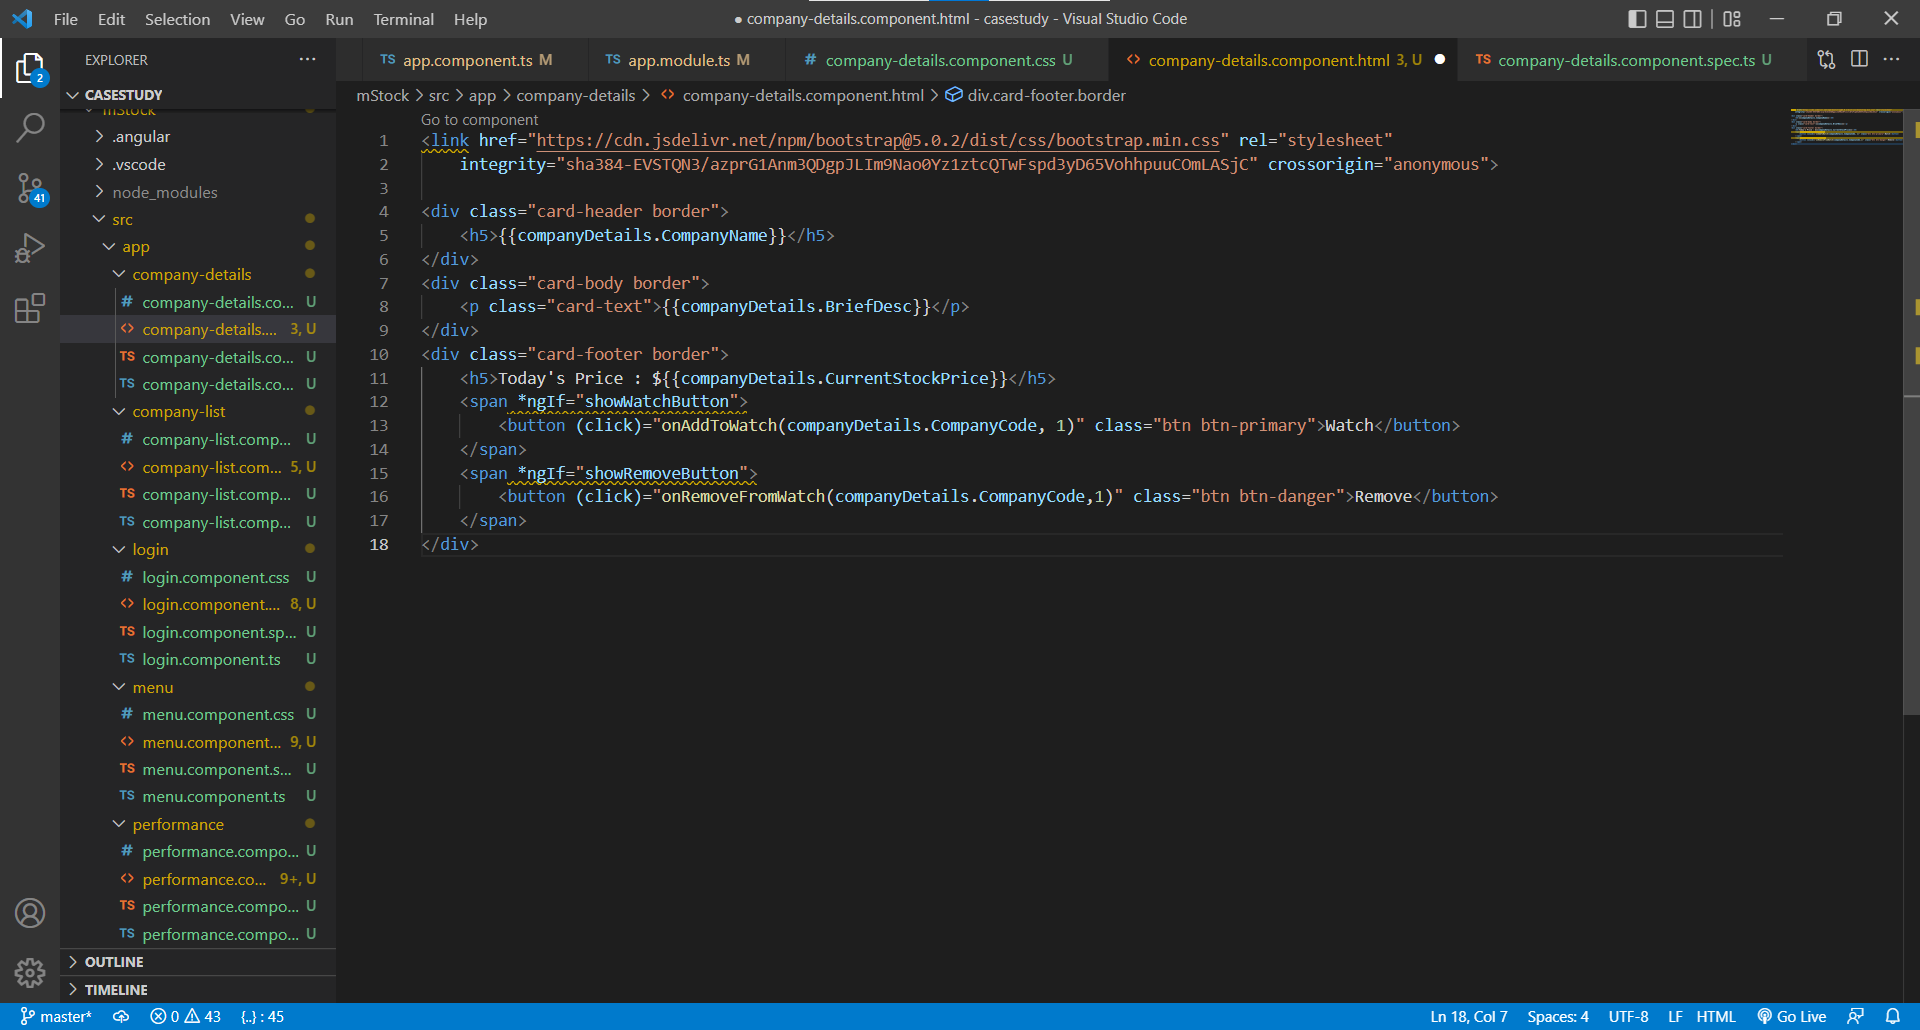 File Edit Selection View Go Run Terminal Help
● company-details.component.html - casestudy - Visual Studio Code
EXPLORER
TS app.component.ts M
TS app.module.ts M
# company-details.component.css U
<> company-details.component.html 3, U ●
TS company-details.component.spec.ts U
mStock > src > app > company-details > <> company-details.component.html > div.card-footer.border
2
41
CASESTUDY
mStock
.angular
.vscode
node_modules
src
app
company-details
# company-details.co... U
<> company-details.... 3, U
TS company-details.co... U
TS company-details.co... U
company-list
# company-list.comp... U
<> company-list.com... 5, U
TS company-list.comp... U
TS company-list.comp... U
login
# login.component.css U
<> login.component.... 8, U
TS login.component.sp... U
TS login.component.ts U
menu
# menu.component.css U
<> menu.component... 9, U
TS menu.component.s... U
TS menu.component.ts U
performance
# performance.compo... U
<> performance.co... 9+, U
TS performance.compo... U
TS performance.compo... U
OUTLINE
TIMELINE
Go to component
1 <link href="https://cdn.jsdelivr.net/npm/bootstrap@5.0.2/dist/css/bootstrap.min.css" rel="stylesheet"
2 integrity="sha384-EVSTQN3/azprG1Anm3QDgpJLIm9Nao0Yz1ztcQTwFspd3yD65VohhpuuCOmLASjC" crossorigin="anonymous">
3
4 <div class="card-header border">
5 <h5>{{companyDetails.CompanyName}}</h5>
6 </div>
7 <div class="card-body border">
8 <p class="card-text">{{companyDetails.BriefDesc}}</p>
9 </div>
10 <div class="card-footer border">
11 <h5>Today's Price : ${{companyDetails.CurrentStockPrice}}</h5>
12 <span *ngIf="showWatchButton">
13 <button (click)="onAddToWatch(companyDetails.CompanyCode, 1)" class="btn btn-primary">Watch</button>
14 </span>
15 <span *ngIf="showRemoveButton">
16 <button (click)="onRemoveFromWatch(companyDetails.CompanyCode,1)" class="btn btn-danger">Remove</button>
17 </span>
18 </div>
master* 0 43 {..} : 45
Ln 18, Col 7 Spaces: 4 UTF-8 LF HTML Go Live